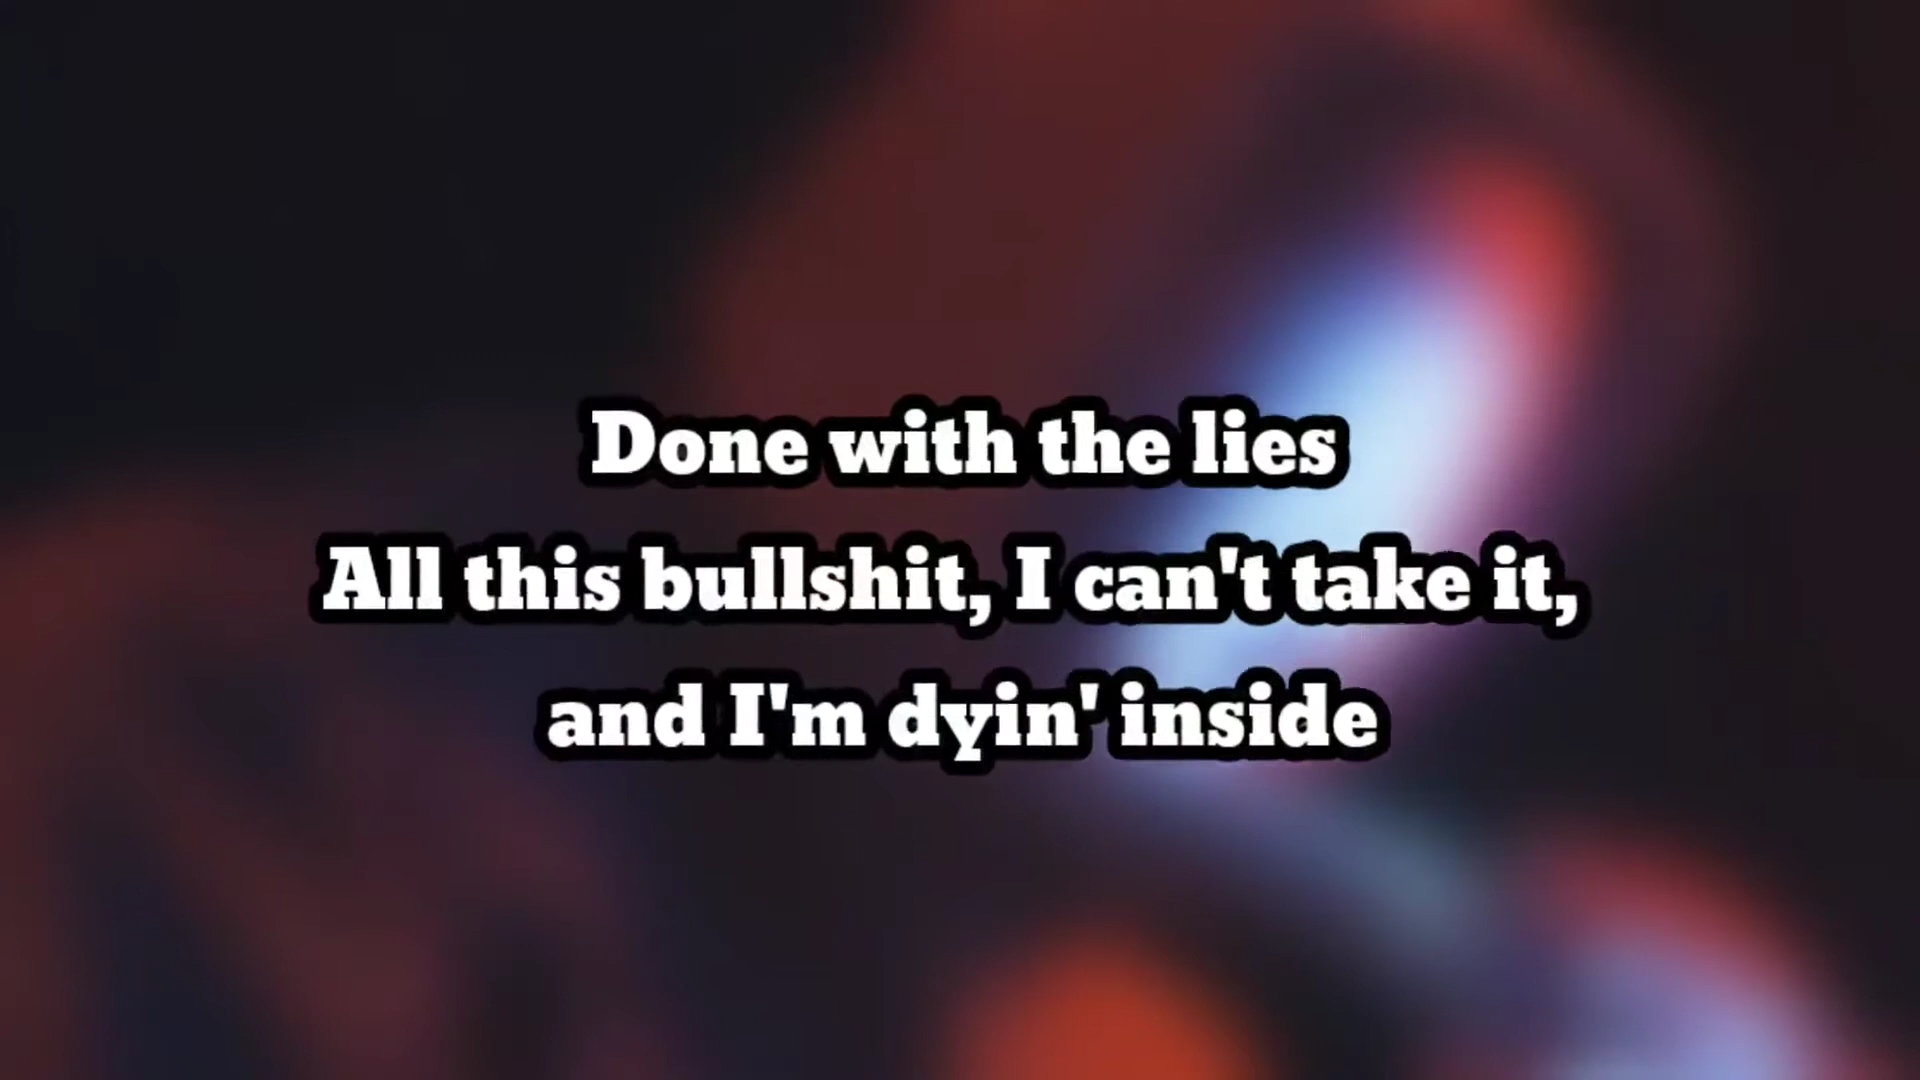 Done with the lies
All this bullshit, I can't take it,
and I'm dyin' inside